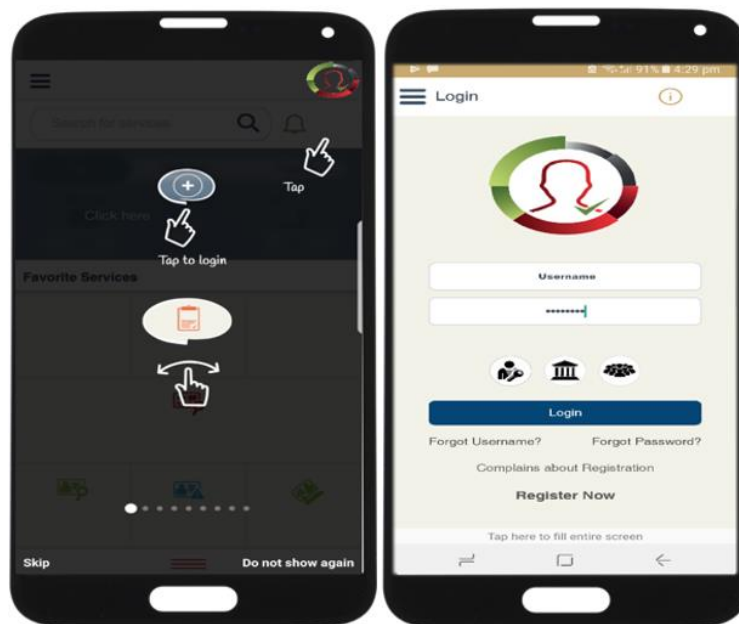 Search for services
Tap
Click here
Tap to login
Favorite Services
Skip
Do not show again
91% 4:29 pm
Login
Username
Login
Forgot Username?
Forgot Password?
Complains about Registration
Register Now
Tap here to fill entire screen